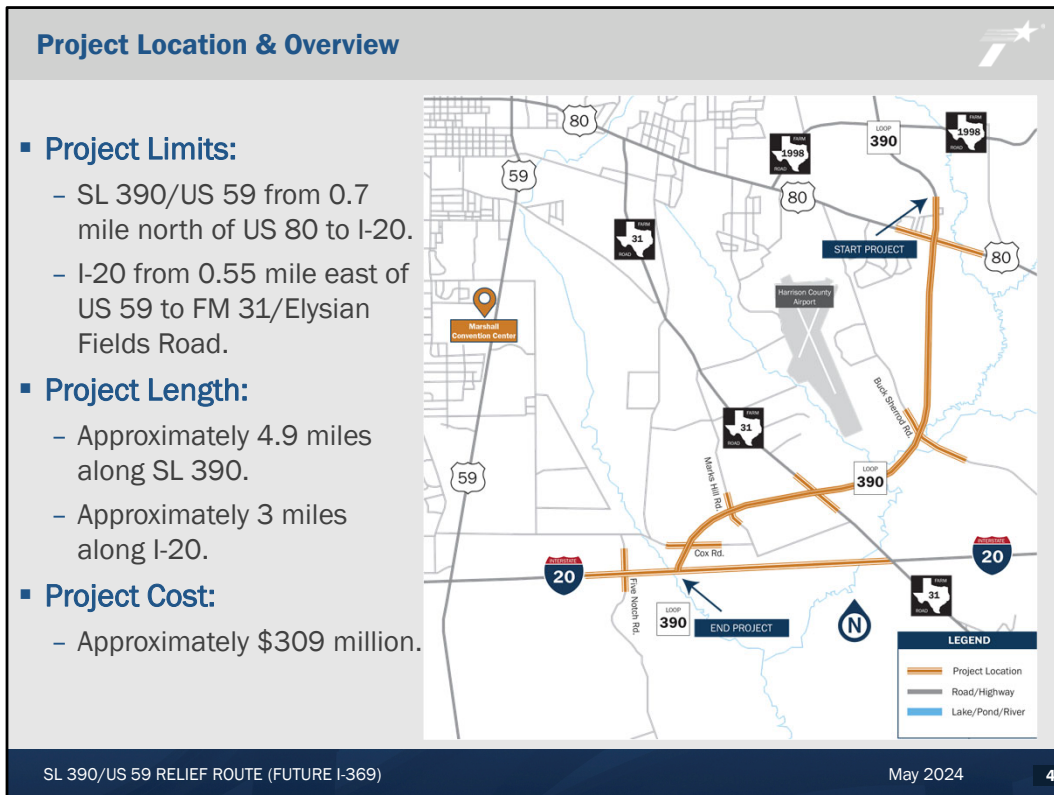 Project Location & Overview
▪ Project Limits:
– SL 390/US 59 from 0.7
mile north of US 80 to I-20.
– I-20 from 0.55 mile east of
US 59 to FM 31/Elysian
Fields Road.
▪ Project Length:
– Approximately 4.9 miles
along SL 390.
– Approximately 3 miles
along I-20.
▪ Project Cost:
– Approximately $309 million.
80
59
FARM
1998
ROAD
LOOP
390
FARM
1998
ROAD
80
FARM
31
ROAD
START PROJECT
80
Harrison County
Airport
Marshall
Convention Center
Buck Sherrod Rd.
FARM
31
ROAD
59
Marks Hill Rd.
LOOP
390
Cox Rd.
INTERSTATE
20
INTERSTATE
20
Five Notch Rd.
FARM
31
ROAD
LOOP
390
END PROJECT
N
LEGEND
Project Location
Road/Highway
Lake/Pond/River
SL 390/US 59 RELIEF ROUTE (FUTURE I-369)
May 2024
4